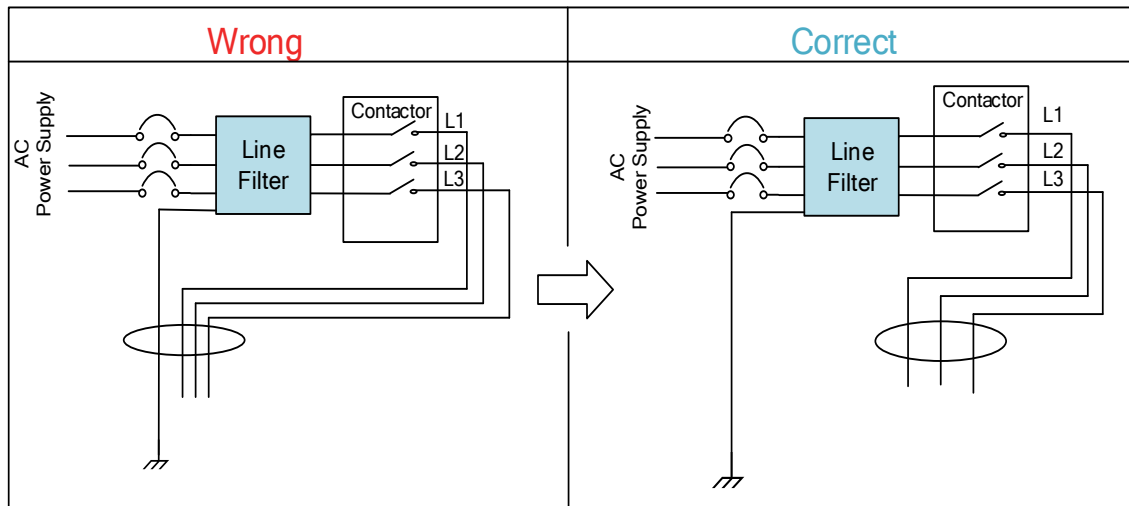 Wrong
AC
Power Supply
Line
Filter
Contactor
L1
L2
L3
Correct
AC
Power Supply
Line
Filter
Contactor
L1
L2
L3